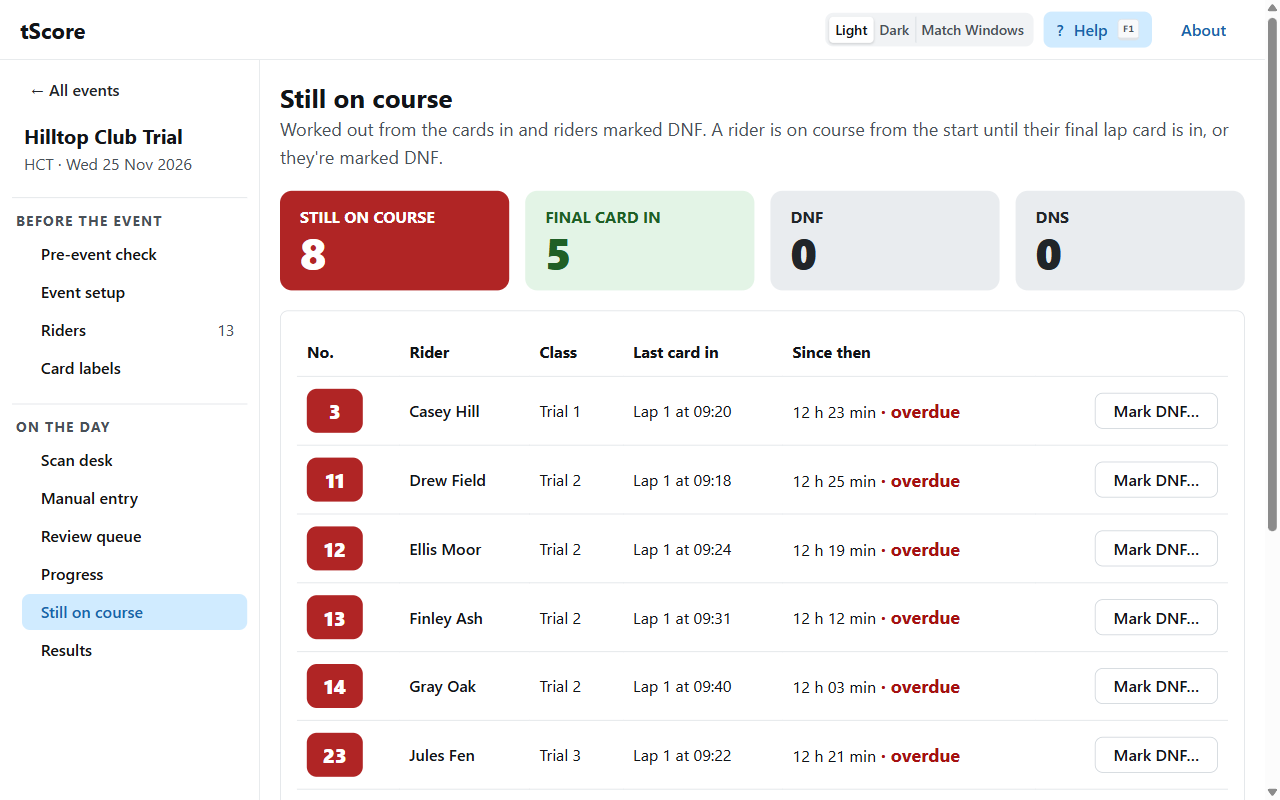 tScore
Light Dark Match Windows
? Help F1
About
← All events
Hilltop Club Trial
HCT · Wed 25 Nov 2026
BEFORE THE EVENT
Pre-event check
Event setup
Riders 13
Card labels
ON THE DAY
Scan desk
Manual entry
Review queue
Progress
Still on course
Results
Still on course
Worked out from the cards in and riders marked DNF. A rider is on course from the start until their final lap card is in, or
they're marked DNF.
STILL ON COURSE
8
FINAL CARD IN
5
DNF
0
DNS
0
No. Rider Class Last card in Since then
3 Casey Hill Trial 1 Lap 1 at 09:20 12 h 23 min · overdue Mark DNF...
11 Drew Field Trial 2 Lap 1 at 09:18 12 h 25 min · overdue Mark DNF...
12 Ellis Moor Trial 2 Lap 1 at 09:24 12 h 19 min · overdue Mark DNF...
13 Finley Ash Trial 2 Lap 1 at 09:31 12 h 12 min · overdue Mark DNF...
14 Gray Oak Trial 2 Lap 1 at 09:40 12 h 03 min · overdue Mark DNF...
23 Jules Fen Trial 3 Lap 1 at 09:22 12 h 21 min · overdue Mark DNF...